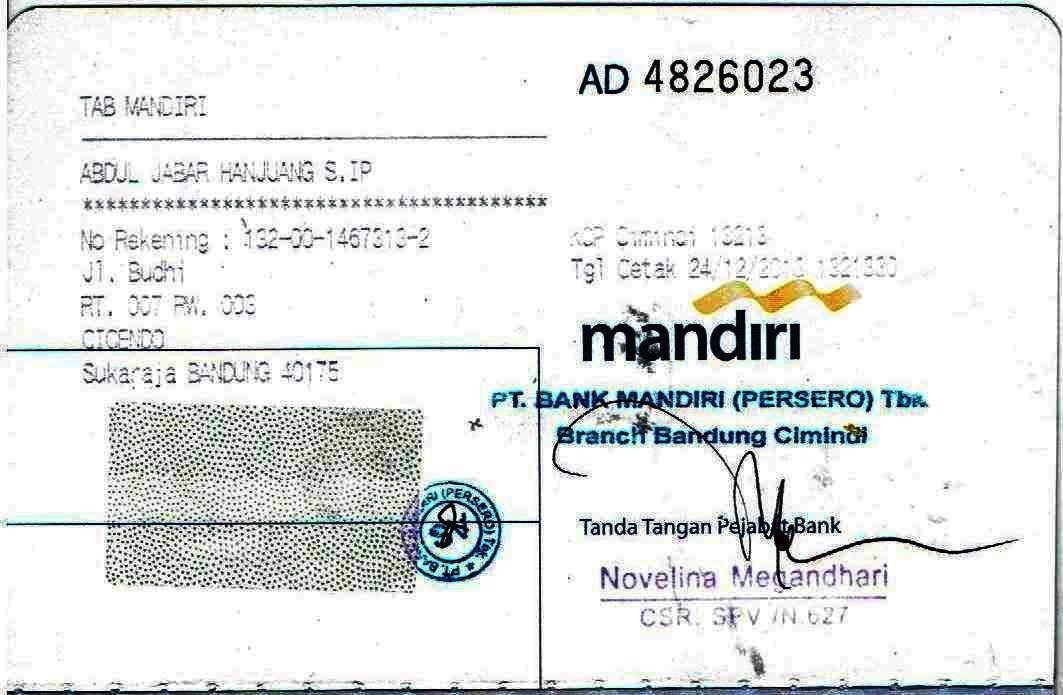 AD 4826023
TAB MANDIRI
ABDUL JABAR HANJUANG S.IP
****************************************
No Rekening : 132-00-1467313-2
Jl. Budhi
RT. 007 RW. 003
CICENDO
Sukaraja BANDUNG 40175
KCP Cimindi 13213
Tgl Cetak 24/12/2013 1321330
mandırı
PT. BANK MANDIRI (PERSERO) Tbk.
Branch Bandung Cimindi
Tanda Tangan Pejabat Bank
Novelina Megandhari
CSR. SPV /N.627
(PERSERO) Tbk * PT.